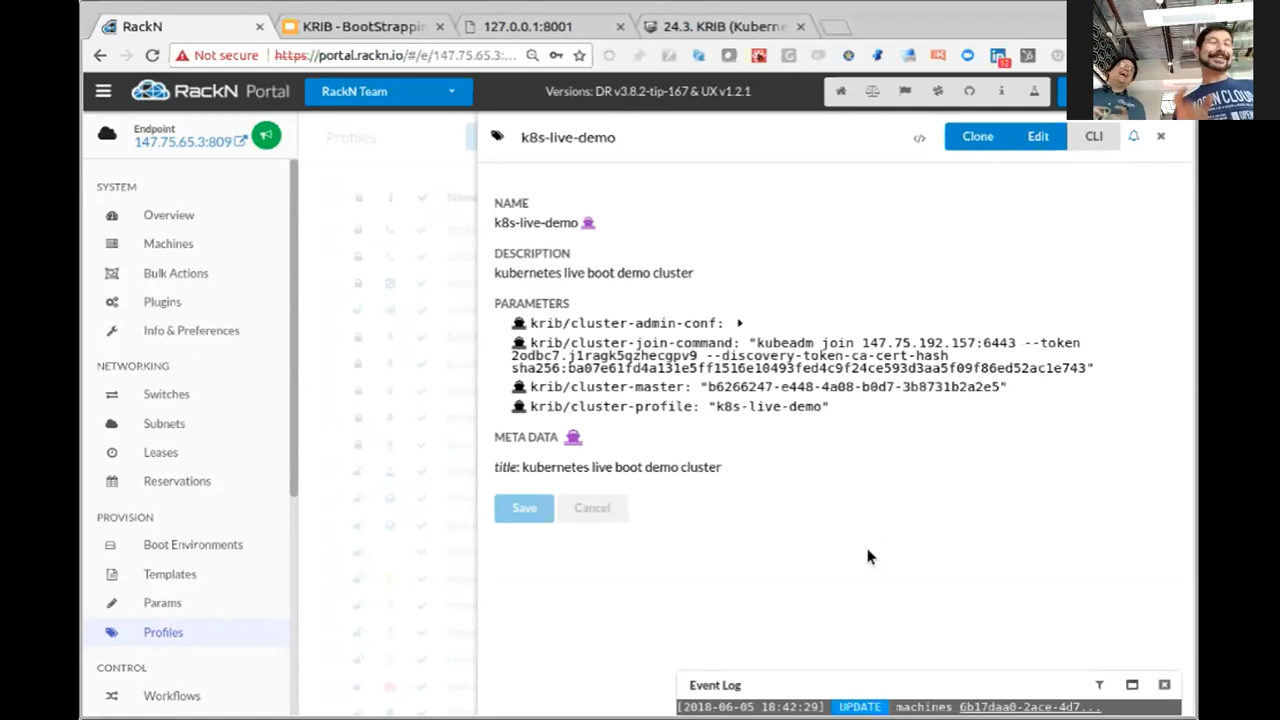 RackN
KRIB - BootStrappin
127.0.0.1:8001
24.3. KRIB (Kuberne
Not secure
https://portal.rackn.io/#/e/147.75.65.3:...
RackN Portal
RackN Team
Versions: DR v3.8.2-tip-167 & UX v1.2.1
Endpoint
147.75.65.3:809
Profiles
k8s-live-demo
Clone
Edit
CLI
SYSTEM
Overview
Machines
Bulk Actions
Plugins
Info & Preferences
NETWORKING
Switches
Subnets
Leases
Reservations
PROVISION
Boot Environments
Templates
Params
Profiles
CONTROL
Workflows
Name
NAME
k8s-live-demo
DESCRIPTION
kubernetes live boot demo cluster
PARAMETERS
krib/cluster-admin-conf:
krib/cluster-join-command: "kubeadm join 147.75.192.157:6443 --token
2odbc7.j1ragk5qzhecgpv9 --discovery-token-ca-cert-hash
sha256:ba07e61fd4a131e5ff1516e10493fed4c9f24ce593d3aa5f09f86ed52ac1e743"
krib/cluster-master: "b6266247-e448-4a08-b0d7-3b8731b2a2e5"
krib/cluster-profile: "k8s-live-demo"
META DATA
title: kubernetes live boot demo cluster
Save
Cancel
Event Log
[2018-06-05 18:42:29] UPDATE machines 6b17daa0-2ace-4d7...